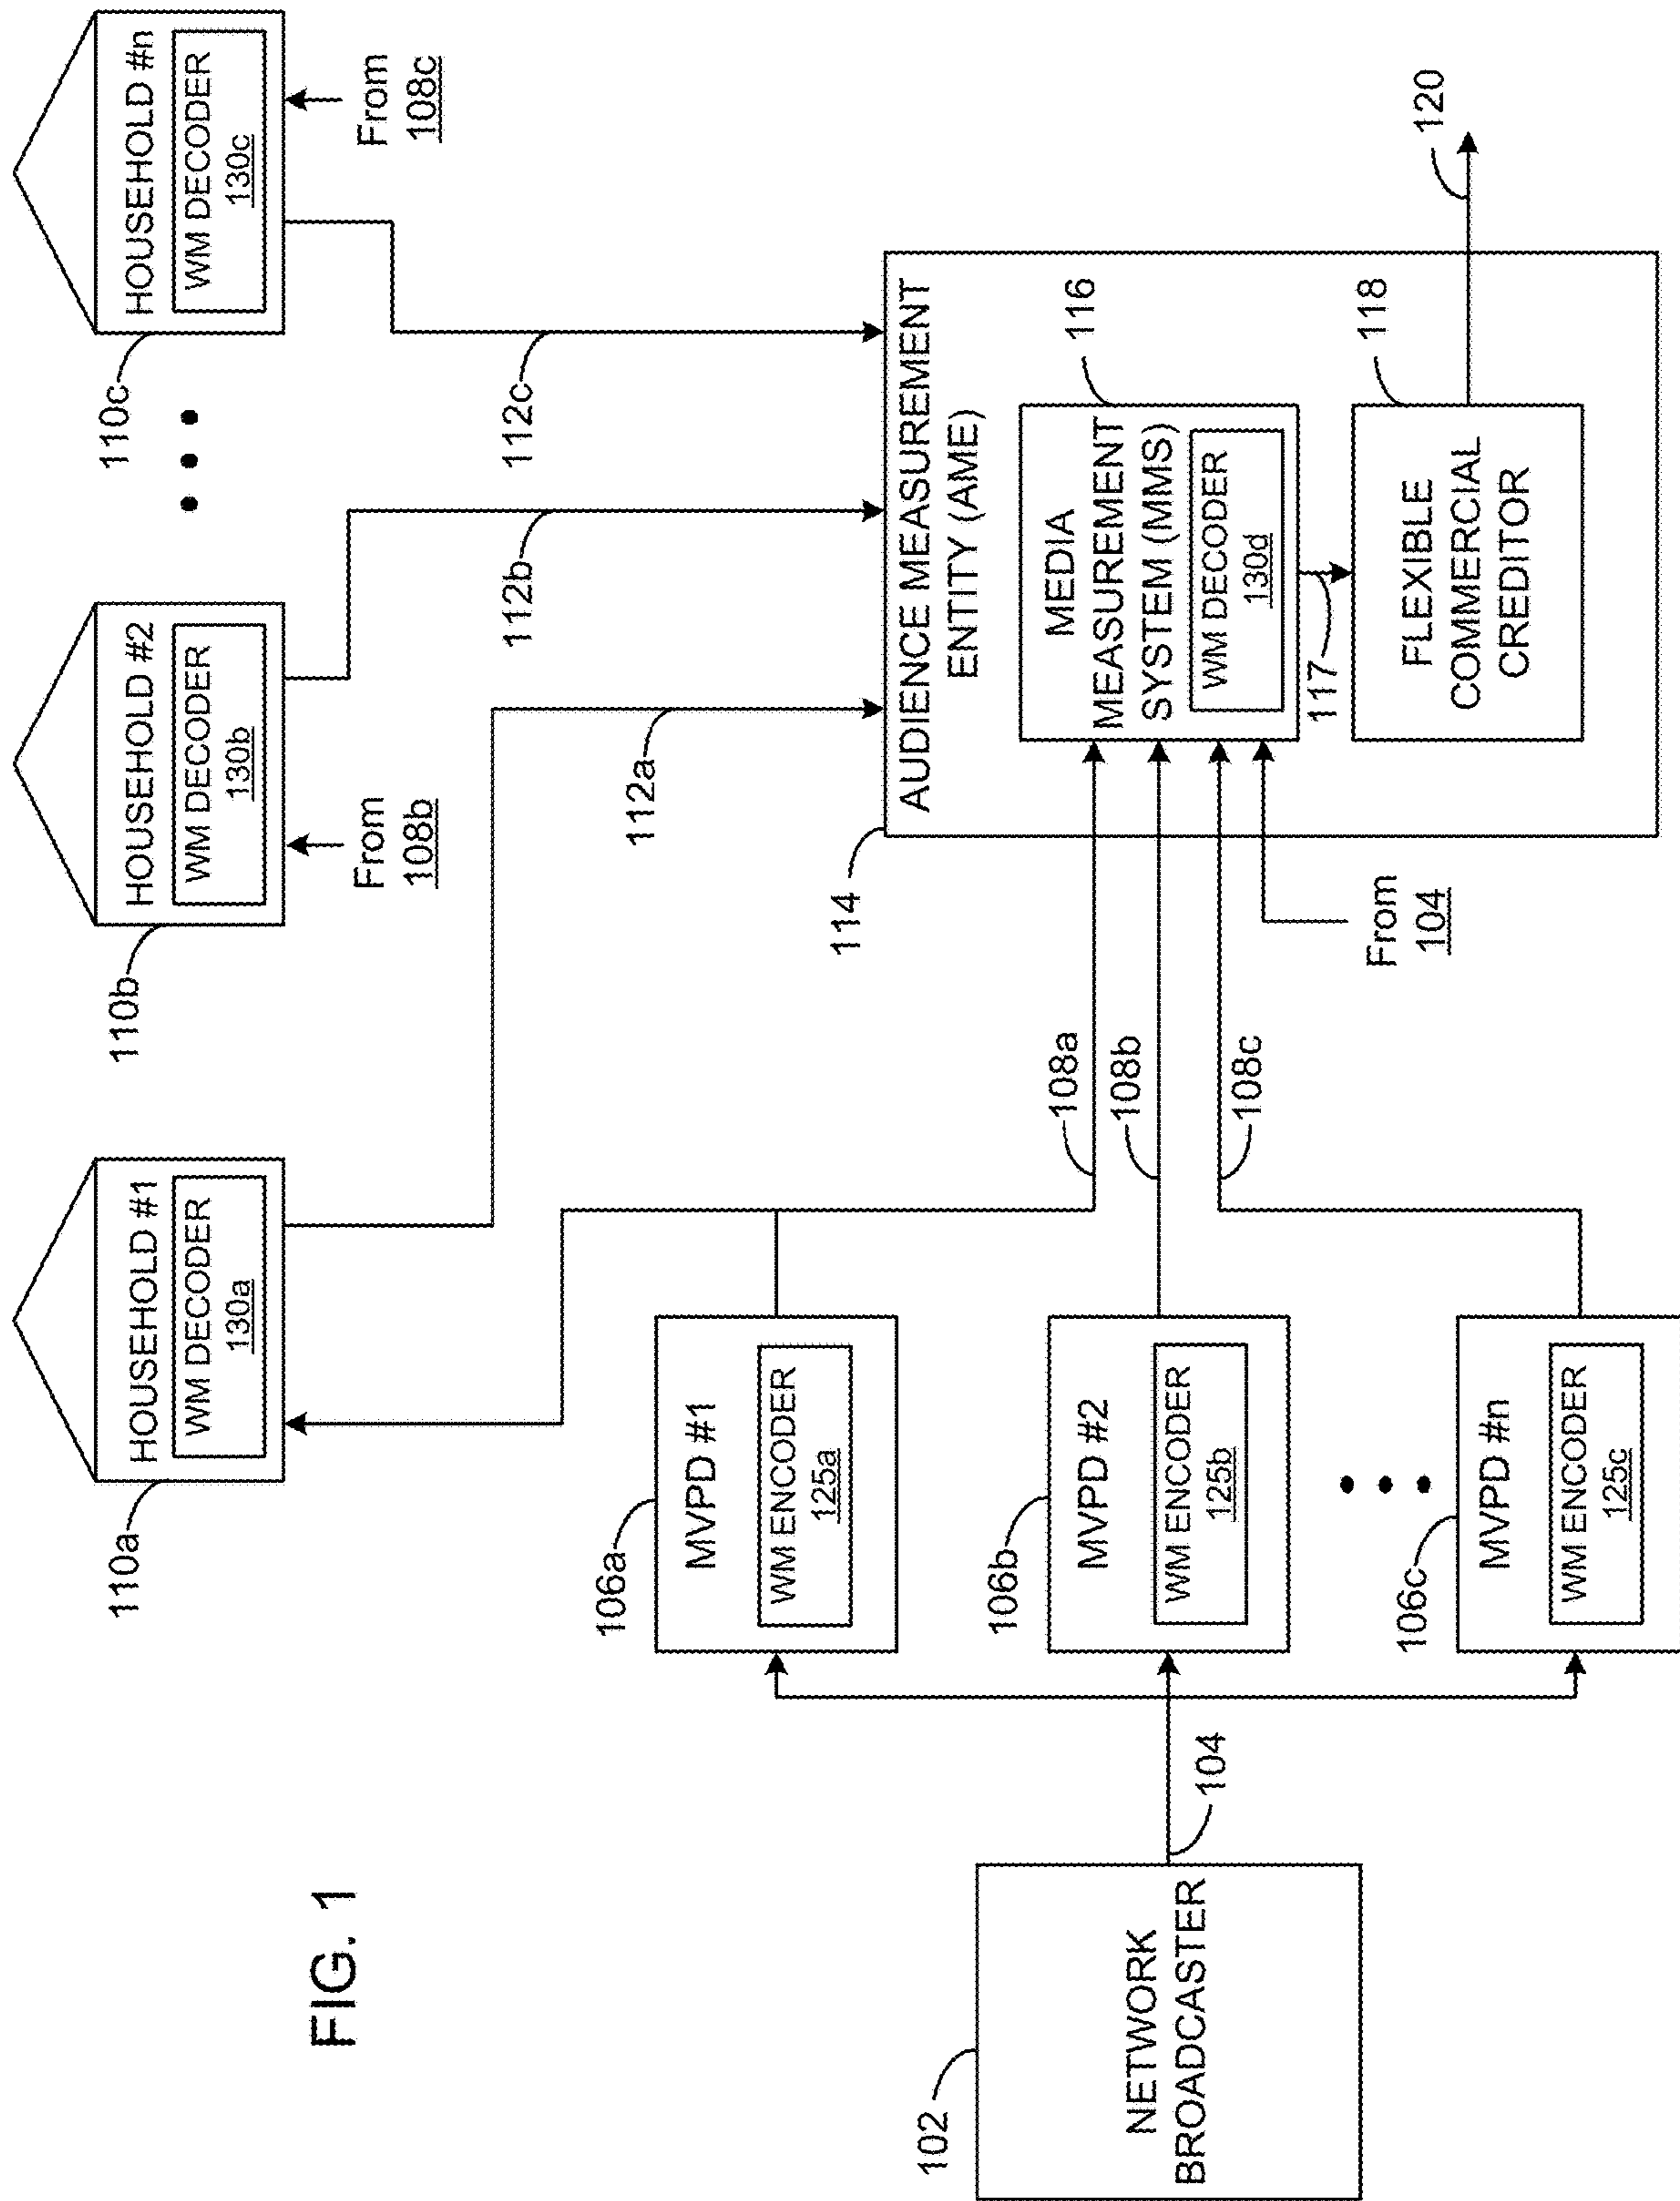 FIG. 1
102
NETWORK
BROADCASTER
104
106a
MVPD #1
WM ENCODER
125a
106b
MVPD #2
WM ENCODER
125b
106c
MVPD #n
WM ENCODER
125c
108a
108b
108c
110a
HOUSEHOLD #1
WM DECODER
130a
110b
HOUSEHOLD #2
WM DECODER
130b
From
108b
110c
HOUSEHOLD #n
WM DECODER
130c
From
108c
112a
112b
112c
114
AUDIENCE MEASUREMENT
ENTITY (AME)
116
MEDIA
MEASUREMENT
SYSTEM (MMS)
WM DECODER
130d
From
104
117
118
FLEXIBLE
COMMERCIAL
CREDITOR
120